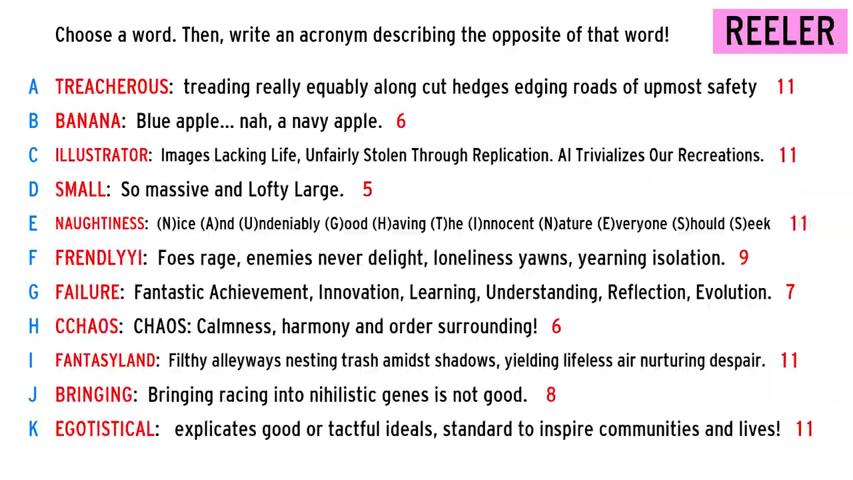 Choose a word. Then, write an acronym describing the opposite of that word!
REELER
A TREACHEROUS: treading really equably along cut hedges edging roads of upmost safety 11
B BANANA: Blue apple... nah, a navy apple. 6
C ILLUSTRATOR: Images Lacking Life, Unfairly Stolen Through Replication. AI Trivializes Our Recreations. 11
D SMALL: So massive and Lofty Large. 5
E NAUGHTINESS: (N)ice (A)nd (U)ndeniably (G)ood (H)aving (T)he (I)nnocent (N)ature (E)veryone (S)hould (S)eek 11
F FRENDLYYI: Foes rage, enemies never delight, loneliness yawns, yearning isolation. 9
G FAILURE: Fantastic Achievement, Innovation, Learning, Understanding, Reflection, Evolution. 7
H CCHAOS: CHAOS: Calmness, harmony and order surrounding! 6
I FANTASYLAND: Filthy alleyways nesting trash amidst shadows, yielding lifeless air nurturing despair. 11
J BRINGING: Bringing racing into nihilistic genes is not good. 8
K EGOTISTICAL: explicates good or tactful ideals, standard to inspire communities and lives! 11